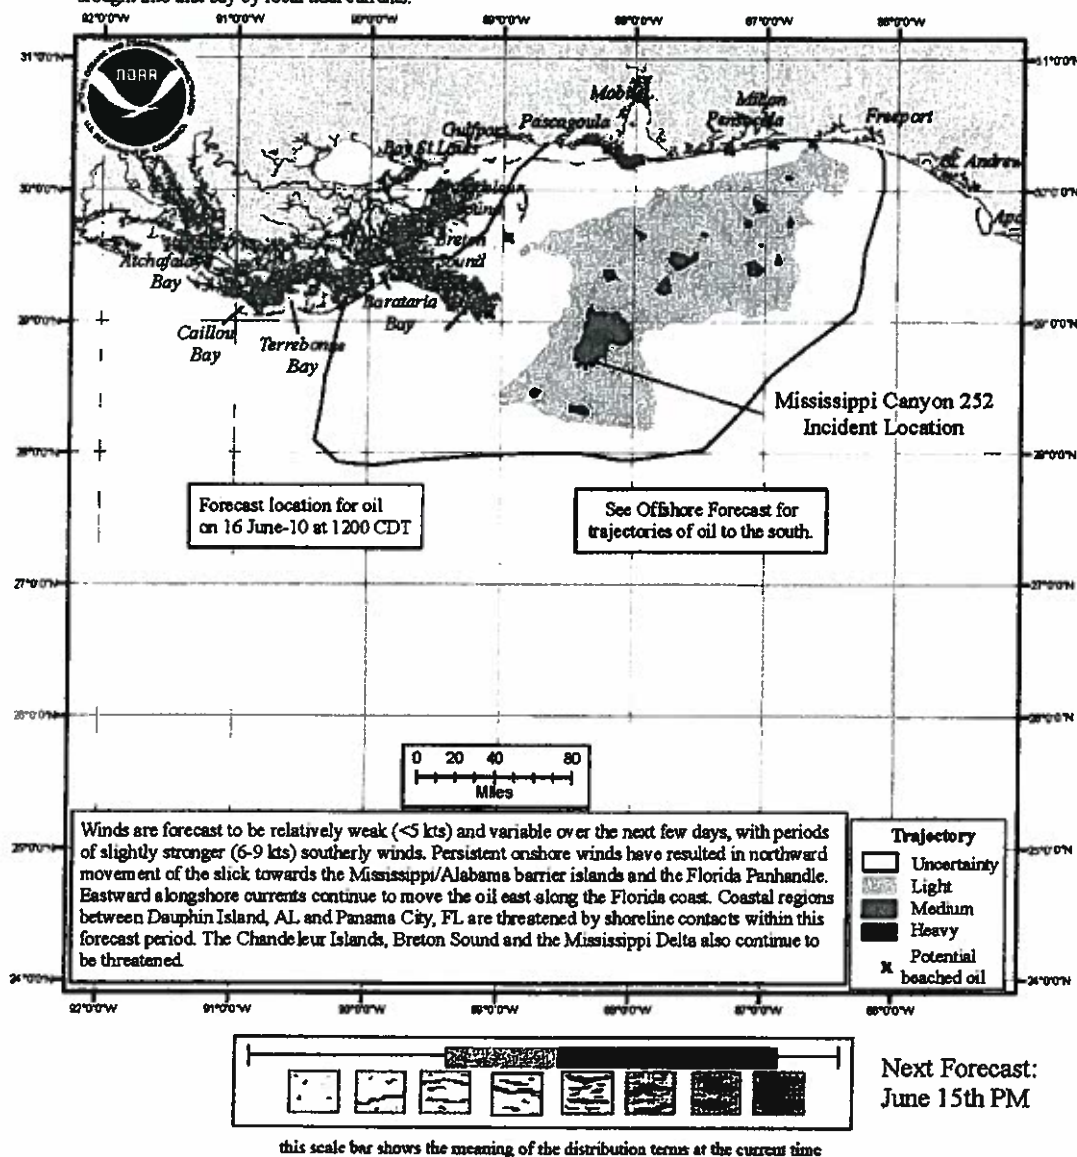 92°0'0"W 91°0'0"W 90°0'0"W 89°0'0"W 88°0'0"W 87°0'0"W 86°0'0"W
31°0'0"N
31°0'0"N
NOAA
Mobile
Milton
Pensacola
Freeport
Pascagoula
Gulfport
Bay St Louis
St. Andrew
30°0'0"N
30°0'0"N
Chandeleur
Sound
Breton
Sound
Atchafalaya
Bay
Barataria
Bay
29°0'0"N
29°0'0"N
Caillou
Bay
Terrebonne
Bay
Mississippi Canyon 252
Incident Location
28°0'0"N
28°0'0"N
Forecast location for oil
on 16 June-10 at 1200 CDT
See Offshore Forecast for
trajectories of oil to the south.
27°0'0"N
27°0'0"N
26°0'0"N
26°0'0"N
0 20 40 80
Miles
Winds are forecast to be relatively weak (<5 kts) and variable over the next few days, with periods
of slightly stronger (6-9 kts) southerly winds. Persistent onshore winds have resulted in northward
movement of the slick towards the Mississippi/Alabama barrier islands and the Florida Panhandle.
Eastward alongshore currents continue to move the oil east along the Florida coast. Coastal regions
between Dauphin Island, AL and Panama City, FL are threatened by shoreline contacts within this
forecast period. The Chandeleur Islands, Breton Sound and the Mississippi Delta also continue to
be threatened.
Trajectory
Uncertainty
Light
Medium
Heavy
x Potential
beached oil
25°0'0"N
25°0'0"N
24°0'0"N
24°0'0"N
92°0'0"W 91°0'0"W 90°0'0"W 89°0'0"W 88°0'0"W 87°0'0"W 86°0'0"W
Next Forecast:
June 15th PM
this scale bar shows the meaning of the distribution terms at the current time